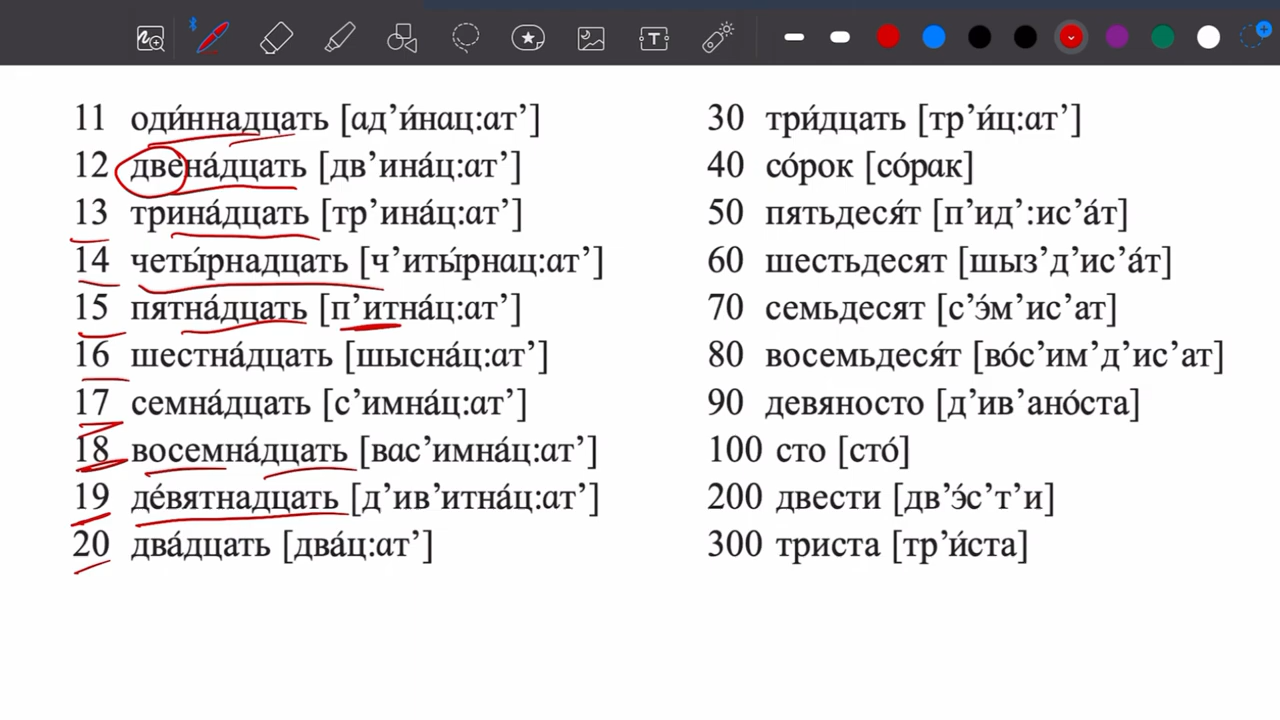 11 оди́ннадцать [ад’и́нац:ат’]
12 двена́дцать [дв’ина́ц:ат’]
13 трина́дцать [тр’ина́ц:ат’]
14 четы́рнадцать [ч’иты́рнац:ат’]
15 пятна́дцать [п’итна́ц:ат’]
16 шестна́дцать [шысна́ц:ат’]
17 семна́дцать [с’имна́ц:ат’]
18 восемна́дцать [вас’имна́ц:ат’]
19 де́вятнадцать [д’ив’итна́ц:ат’]
20 два́дцать [два́ц:ат’]
30 три́дцать [тр’и́ц:ат’]
40 со́рок [со́рак]
50 пятьдеся́т [п’ид’:ис’а́т]
60 шестьдесят [шыз’д’ис’а́т]
70 семьдесят [с’э́м’ис’ат]
80 восемьдеся́т [во́с’им’д’ис’ат]
90 девяносто [д’ив’ано́ста]
100 сто [сто́]
200 двести [дв’э́с’т’и]
300 триста [тр’и́ста]